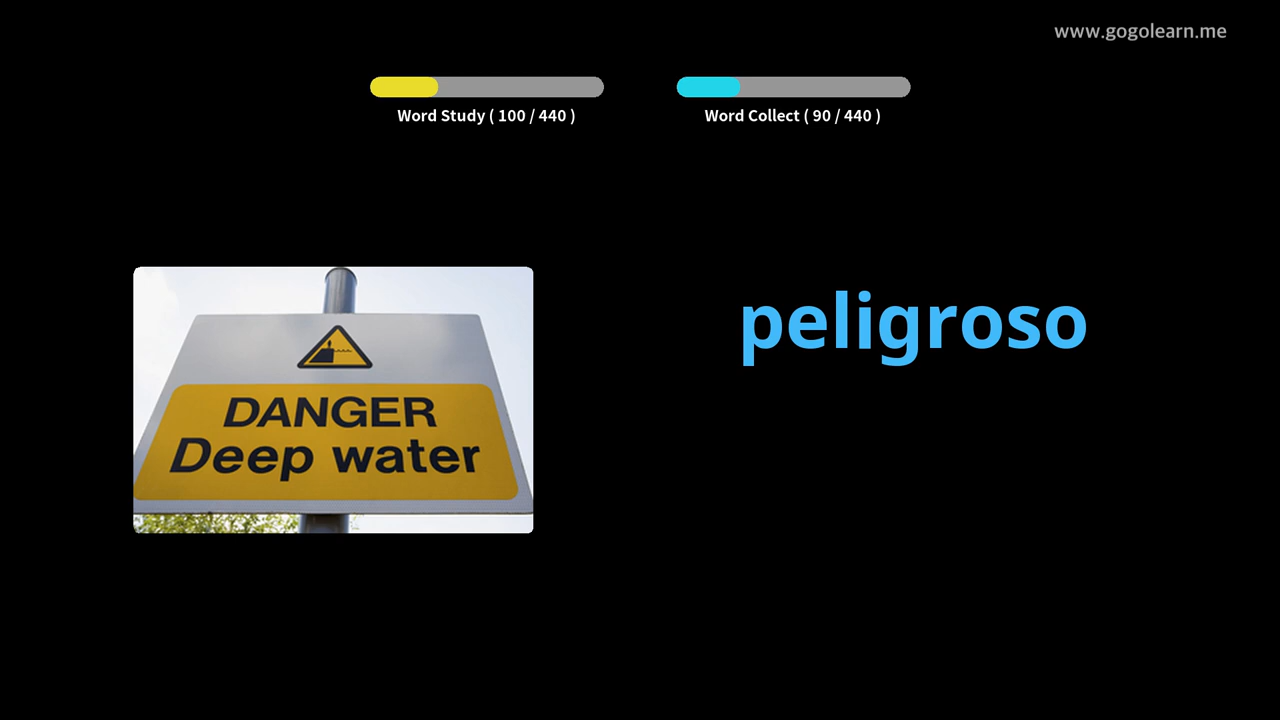 www.gogolearn.me
Word Study ( 100 / 440 )
Word Collect ( 90 / 440 )
DANGER
Deep water
peligroso